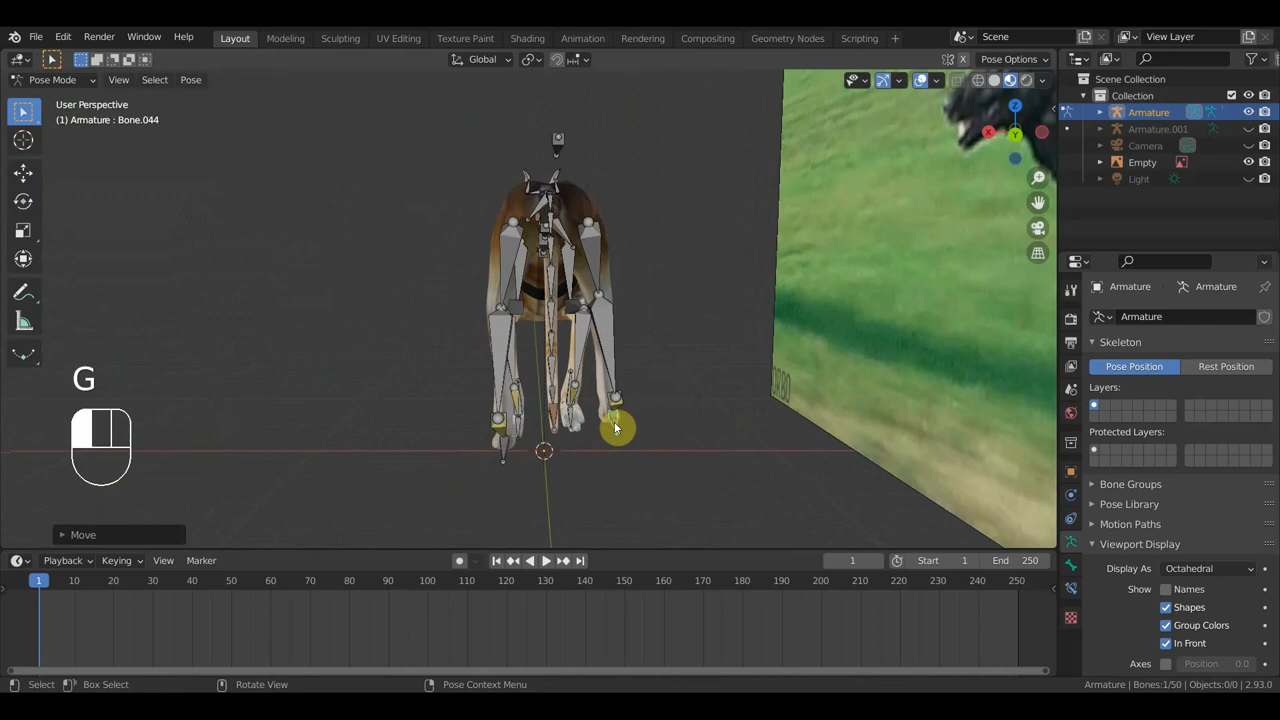 File Edit Render Window Help Layout Modeling Sculpting UV Editing Texture Paint Shading Animation Rendering Compositing Geometry Nodes Scripting + Scene View Layer
Global Pose Options
Pose Mode View Select Pose
User Perspective
(1) Armature : Bone.044
Scene Collection
Collection
Armature
Armature.001
Camera
Empty
Light
Z
X
Y
Armature Armature
Armature
Skeleton
Pose Position Rest Position
Layers:
Protected Layers:
Bone Groups
Pose Library
Motion Paths
Viewport Display
Display As Octahedral
Show Names
Shapes
Group Colors
In Front
Axes Position 0.0
G
Move
Playback Keying View Marker 1 Start 1 End 250
1 10 20 30 40 50 60 70 80 90 100 110 120 130 140 150 160 170 180 190 200 210 220 230 240 250
Select Box Select Rotate View Pose Context Menu Armature | Bones:1/50 | Objects:0/0 | 2.93.0